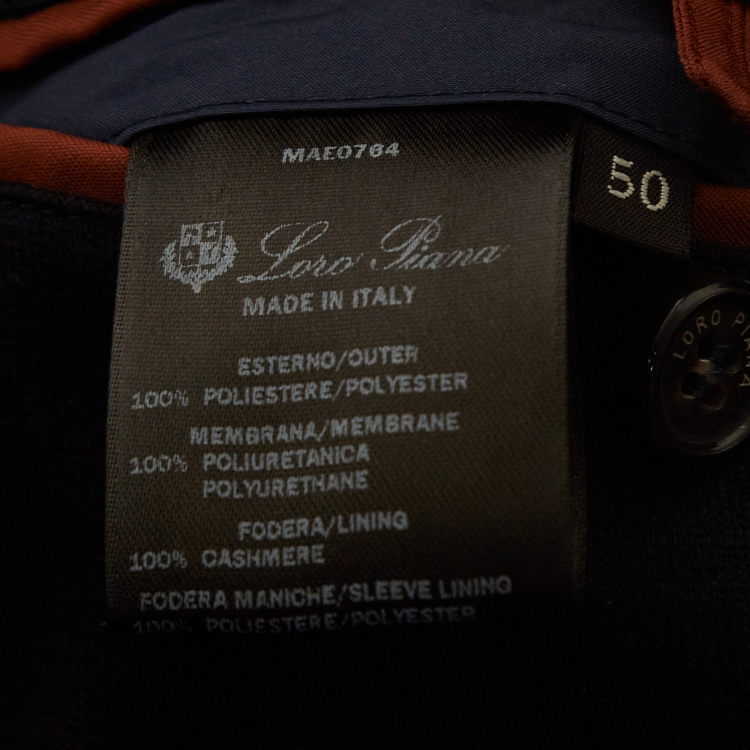 MAE0764
50
Loro Piana
MADE IN ITALY
LORO PIANA
ESTERNO/OUTER
100% POLIESTERE/POLYESTER
MEMBRANA/MEMBRANE
100% POLIURETANICA
POLYURETHANE
FODERA/LINING
100% CASHMERE
FODERA MANICHE/SLEEVE LINING
100% POLIESTERE/POLYESTER